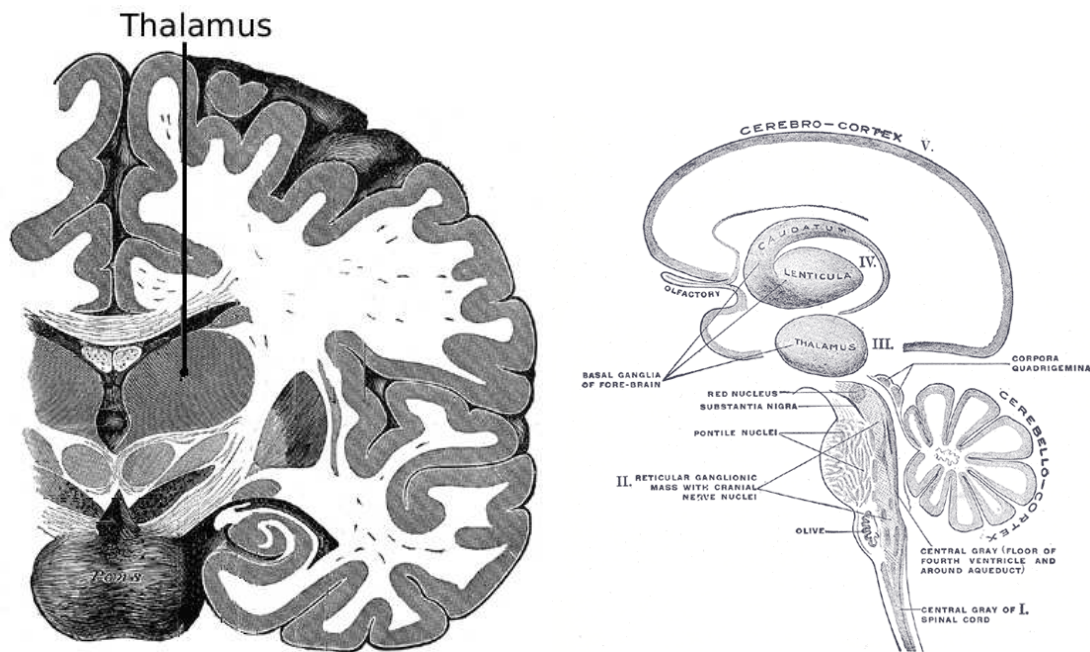 Thalamus
Pons
CEREBRO-CORTEX V.
CAUDATUM
LENTICULA
IV.
OLFACTORY
THALAMUS
III.
BASAL GANGLIA
OF FORE-BRAIN
CORPORA
QUADRIGEMINA
RED NUCLEUS
SUBSTANTIA NIGRA
PONTILE NUCLEI
CEREBELLO-CORTEX
II. RETICULAR GANGLIONIC
MASS WITH CRANIAL
NERVE NUCLEI
OLIVE
CENTRAL GRAY (FLOOR OF
FOURTH VENTRICLE AND
AROUND AQUEDUCT)
CENTRAL GRAY OF I.
SPINAL CORD